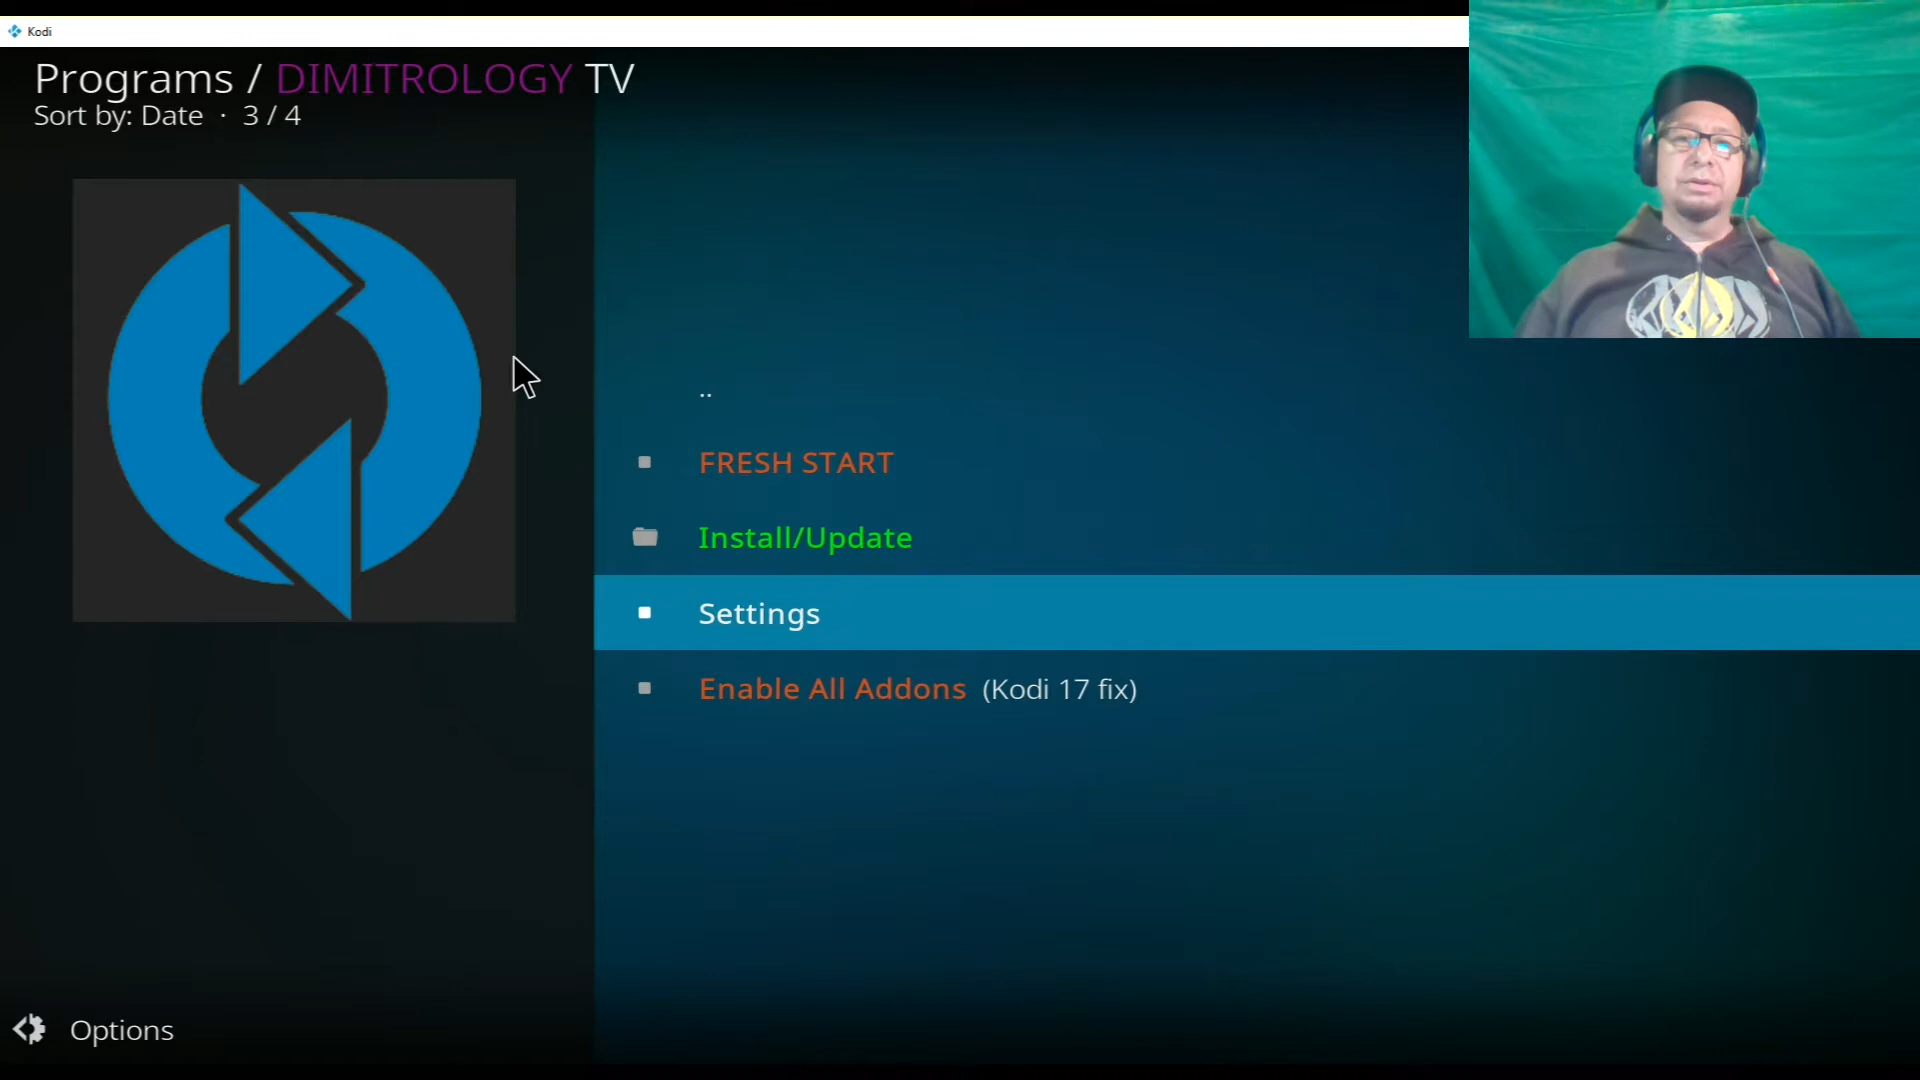 Kodi
Programs / DIMITROLOGY TV
Sort by: Date · 3 / 4
..
FRESH START
Install/Update
Settings
Enable All Addons (Kodi 17 fix)
Options